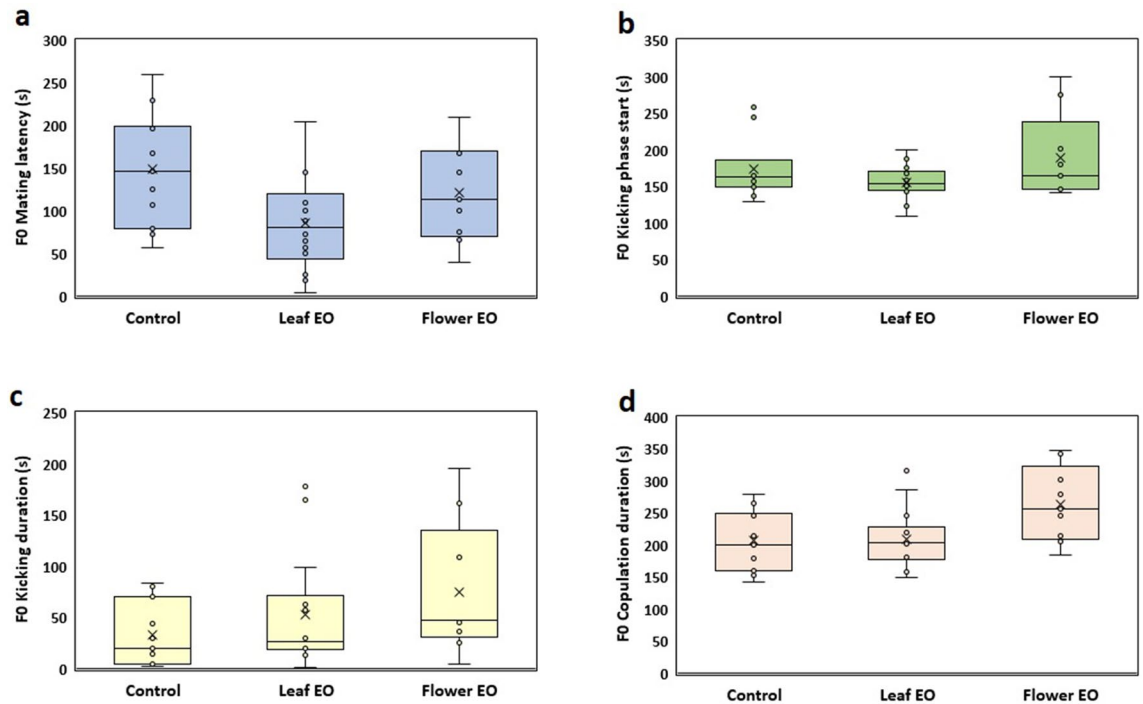 a
300
250
200
150
100
50
0
F0 Mating latency (s)
Control Leaf EO Flower EO
b
350
300
250
200
150
100
50
0
F0 Kicking phase start (s)
Control Leaf EO Flower EO
c
250
200
150
100
50
0
F0 Kicking duration (s)
Control Leaf EO Flower EO
d
400
350
300
250
200
150
100
50
0
F0 Copulation duration (s)
Control Leaf EO Flower EO